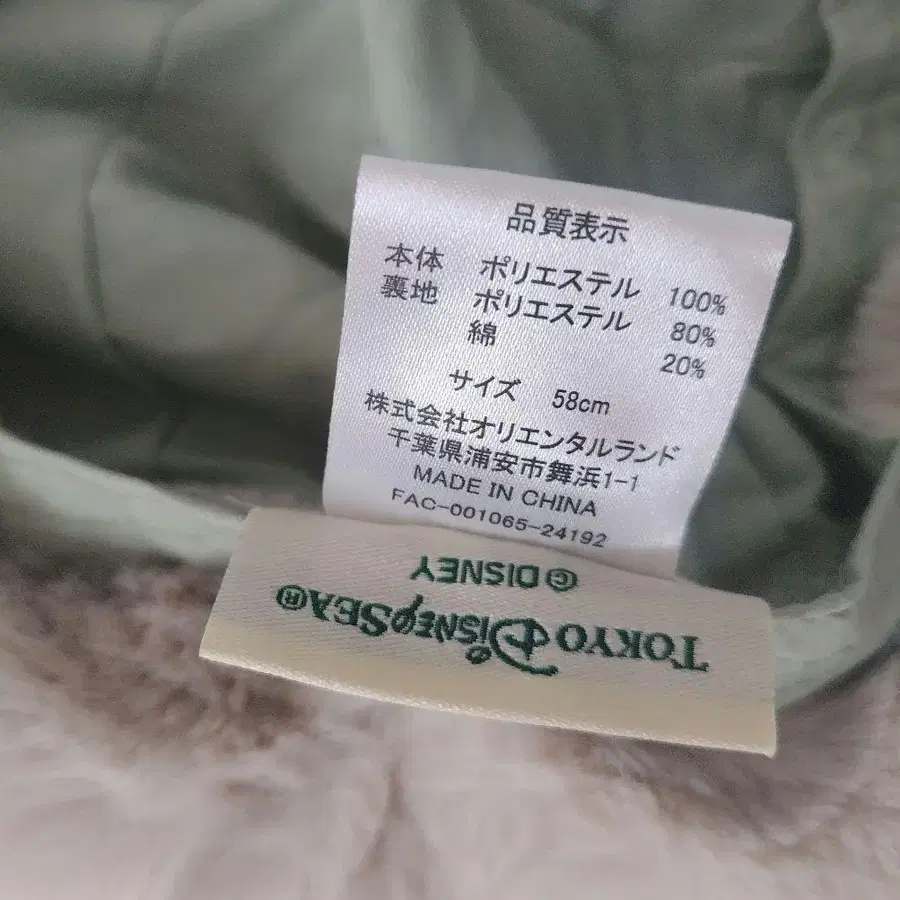 品質表示
本体 ポリエステル 100%
裏地 ポリエステル 80%
綿 20%
サイズ 58cm
株式会社オリエンタルランド
千葉県浦安市舞浜1-1
MADE IN CHINA
FAC-001065-24192
TOKYO DISNEYSEA®
© DISNEY